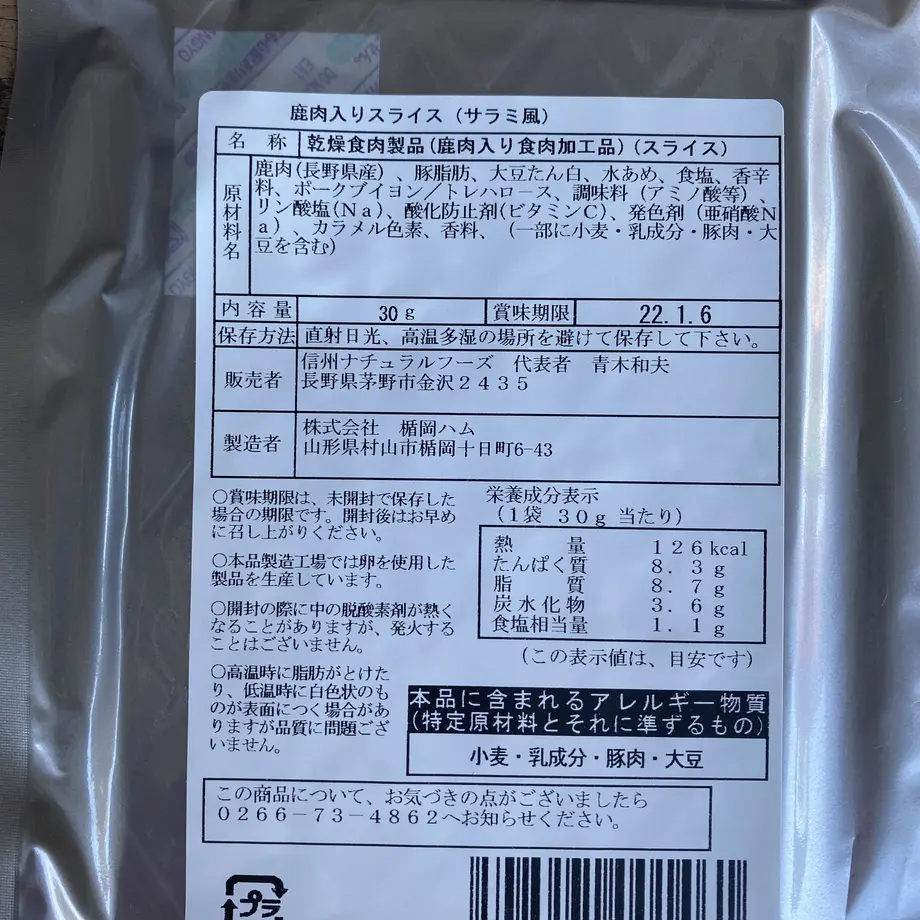 鹿肉入りスライス（サラミ風）
名　称　乾燥食肉製品(鹿肉入り食肉加工品)(スライス)
原材料名
鹿肉(長野県産)、豚脂肪、大豆たん白、水あめ、食塩、香辛
料、ポークブイヨン／トレハロース、調味料（アミノ酸等）、
リン酸塩(Na)、酸化防止剤(ビタミンC)、発色剤（亜硝酸N
a）、カラメル色素、香料、（一部に小麦・乳成分・豚肉・大
豆を含む)
内容量　30g　賞味期限　22.1.6
保存方法　直射日光、高温多湿の場所を避けて保存して下さい。
販売者
信州ナチュラルフーズ　代表者　青木和夫
長野県茅野市金沢２４３５
製造者
株式会社　楯岡ハム
山形県村山市楯岡十日町6-43
○賞味期限は、未開封で保存した
場合の期限です。開封後はお早め
に召し上がりください。
○本品製造工場では卵を使用した
製品を生産しています。
○開封の際に中の脱酸素剤が熱く
なることがありますが、発火する
ことはございません。
○高温時に脂肪がとけた
り、低温時に白色状のも
のが表面につく場合があ
りますが品質に問題ござ
いません。
栄養成分表示
（１袋　３０ｇ　当たり）
熱　量　１２６kcal
たんぱく質　８．３ｇ
脂　質　８．７ｇ
炭水化物　３．６ｇ
食塩相当量　１．１ｇ
（この表示値は、目安です）
本品に含まれるアレルギー物質
(特定原材料とそれに準ずるもの)
小麦・乳成分・豚肉・大豆
この商品について、お気づきの点がございましたら
０２６６－７３－４８６２へお知らせください。
プラ